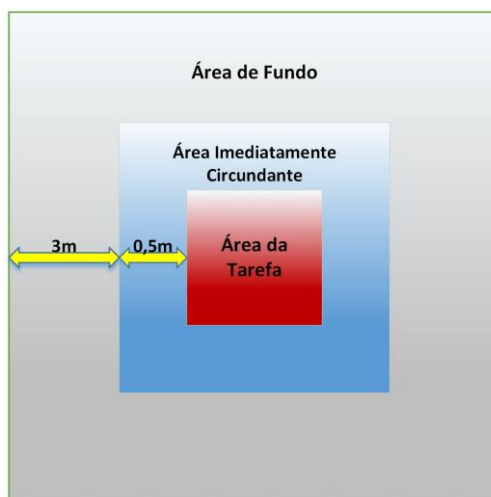 Área de Fundo
Área Imediatamente
Circundante
3m
0,5m
Área da
Tarefa